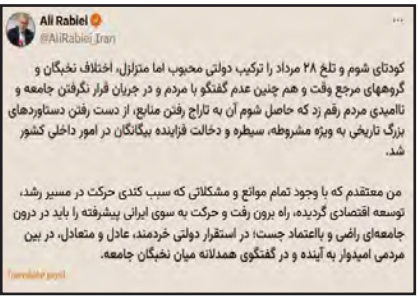 Ali Rabiei
@AliRabiei_Iran
کودتای شوم و تلخ ۲۸ مرداد را ترکیب دولتی محبوب اما متزلزل، اختلاف نخبگان و
گروههای مرجع وقت و هم چنین عدم گفتگو با مردم و در جریان قرار نگرفتن جامعه و
ناامیدی مردم رقم زد که حاصل شوم آن به تاراج رفتن منابع، از دست رفتن دستاوردهای
بزرگ تاریخی به ویژه مشروطه، سیطره و دخالت فزاینده بیگانگان در امور داخلی کشور
شد.
من معتقدم که با وجود تمام موانع و مشکلاتی که سبب کندی حرکت در مسیر رشد،
توسعه اقتصادی گردیده، راه برون رفت و حرکت به سوی ایرانی پیشرفته را باید در درون
جامعه‌ای راضی و بااعتماد جست؛ در استقرار دولتی خردمند، عادل و متعادل، در بین
مردمی امیدوار به آینده و در گفتگوی همدلانه میان نخبگان جامعه.
Translate post